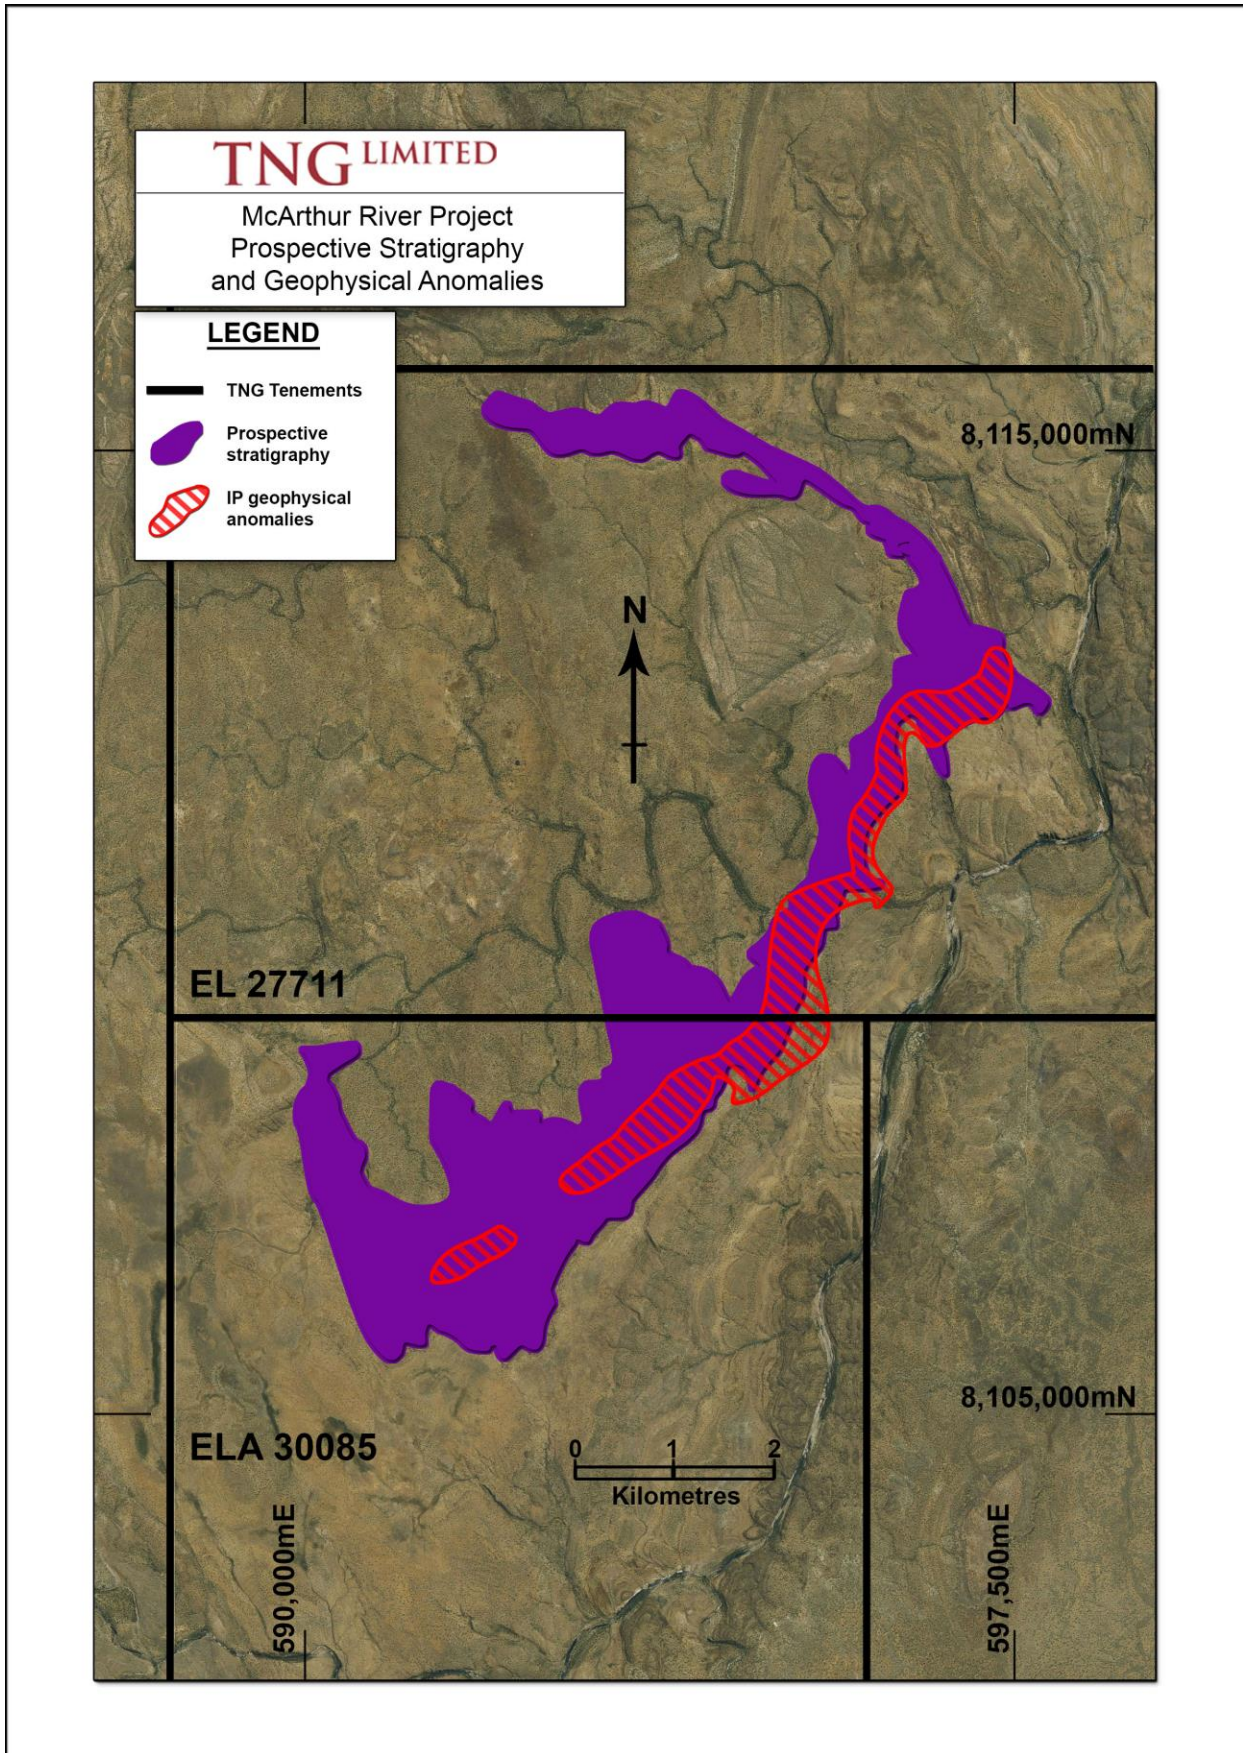 TNG LIMITED
McArthur River Project
Prospective Stratigraphy
and Geophysical Anomalies
LEGEND
TNG Tenements
Prospective
stratigraphy
IP geophysical
anomalies
8,115,000mN
N
EL 27711
8,105,000mN
ELA 30085
0 1 2
Kilometres
590,000mE
597,500mE